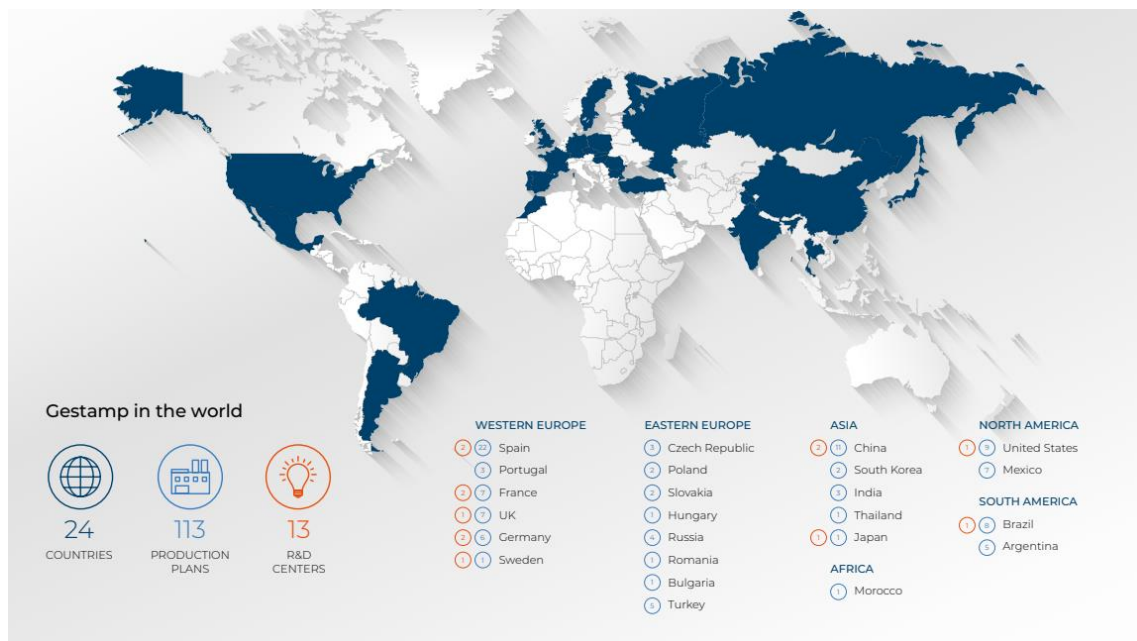 Gestamp in the world
24
COUNTRIES
113
PRODUCTION
PLANS
13
R&D
CENTERS
WESTERN EUROPE
2 22 Spain
3 Portugal
2 7 France
1 7 UK
2 6 Germany
1 1 Sweden
EASTERN EUROPE
3 Czech Republic
2 Poland
2 Slovakia
1 Hungary
4 Russia
1 Romania
1 Bulgaria
5 Turkey
ASIA
2 11 China
2 South Korea
3 India
1 Thailand
1 1 Japan
AFRICA
1 Morocco
NORTH AMERICA
1 9 United States
7 Mexico
SOUTH AMERICA
1 8 Brazil
5 Argentina